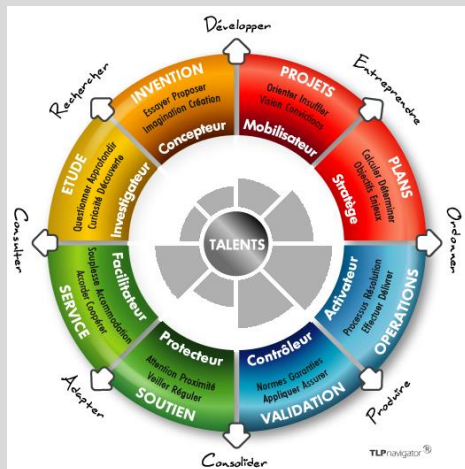 Développer
Entreprendre
Ordonner
Produire
Consolider
Adapter
Consulter
Rechercher
INVENTION
Essayer Proposer
Imagination Création
Concepteur
PROJETS
Orienter Insuffler
Vision Convictions
Mobilisateur
PLANS
Calculer Déterminer
Objectifs Enjeux
Stratège
OPERATIONS
Processus Résolution
Effectuer Délivrer
Activateur
Contrôleur
Normes Garanties
Appliquer Assurer
VALIDATION
Protecteur
Attention Proximité
Veiller Réguler
SOUTIEN
Facilitateur
Souplesse Accommodation
Accorder Coopérer
SERVICE
ETUDE
Questionner Approfondir
Curiosité Découverte
Investigateur
TALENTS
TLPnavigator ®